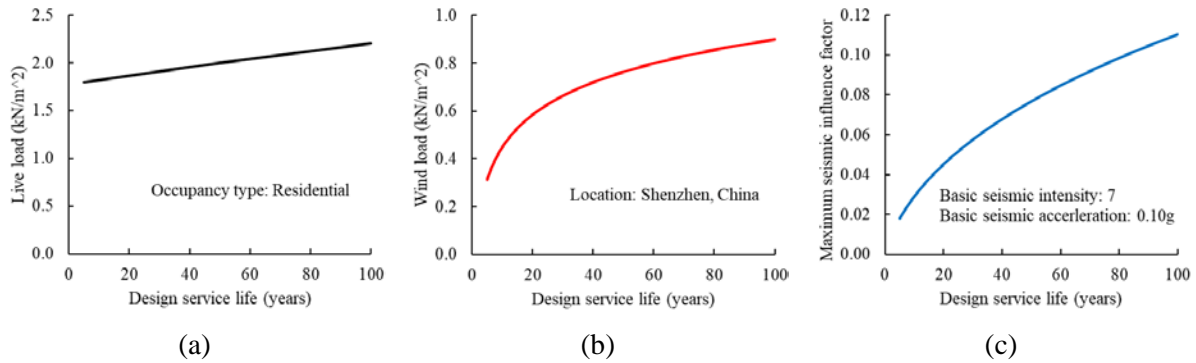 2.5
2.0
1.5
1.0
0.5
0.0
Live load (kN/m^2)
Occupancy type: Residential
0 20 40 60 80 100
Design service life (years)
(a)
1.0
0.8
0.6
0.4
0.2
0.0
Wind load (kN/m^2)
Location: Shenzhen, China
0 20 40 60 80 100
Design service life (years)
(b)
0.12
0.10
0.08
0.06
0.04
0.02
0.00
Maximum seismic influence factor
Basic seismic intensity: 7
Basic seismic accerleration: 0.10g
0 20 40 60 80 100
Design service life (years)
(c)